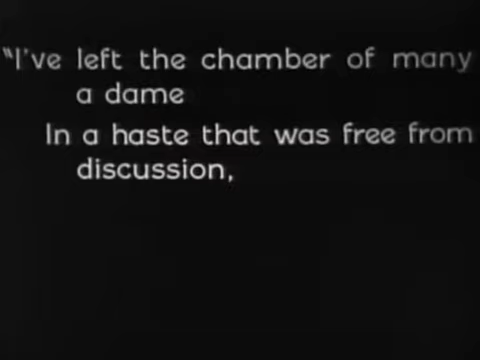 "I've left the chamber of many
a dame
In a haste that was free from
discussion,